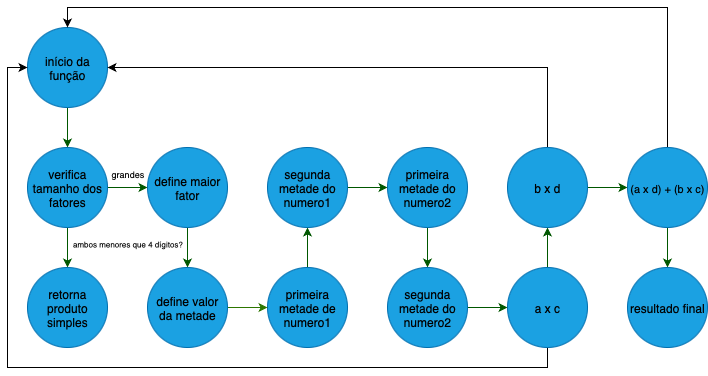 início da
função
verifica
tamanho dos
fatores
grandes
define maior
fator
segunda
metade do
numero1
primeira
metade do
numero2
b x d
(a x d) + (b x c)
ambos menores que 4 dígitos?
retorna
produto
simples
define valor
da metade
primeira
metade de
numero1
segunda
metade do
numero2
a x c
resultado final